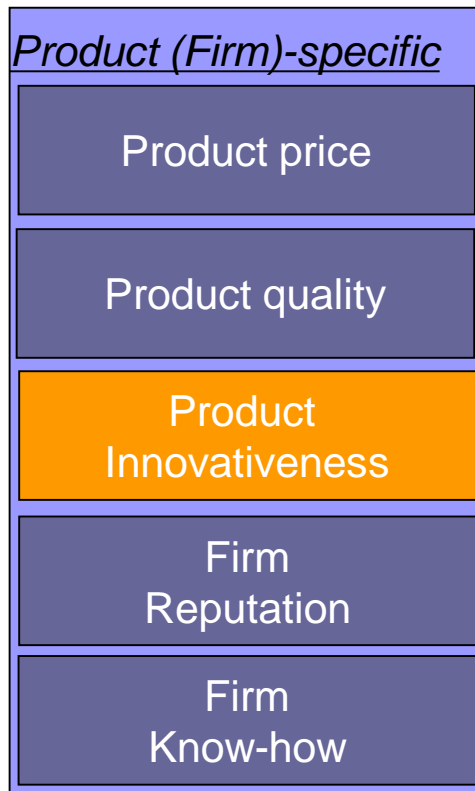 Product (Firm)-specific
Product price
Product quality
Product
Innovativeness
Firm
Reputation
Firm
Know-how